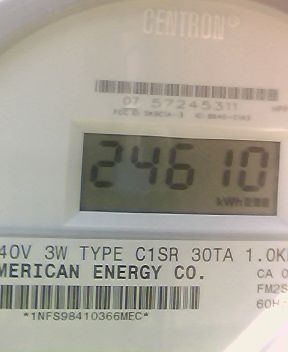 CENTRON®
07 57245311
24610
kWh
40V 3W TYPE C1SR 30TA 1.0K
MERICAN ENERGY CO.
CA 0
FM2S
60H
*1NFS98410366MEC*